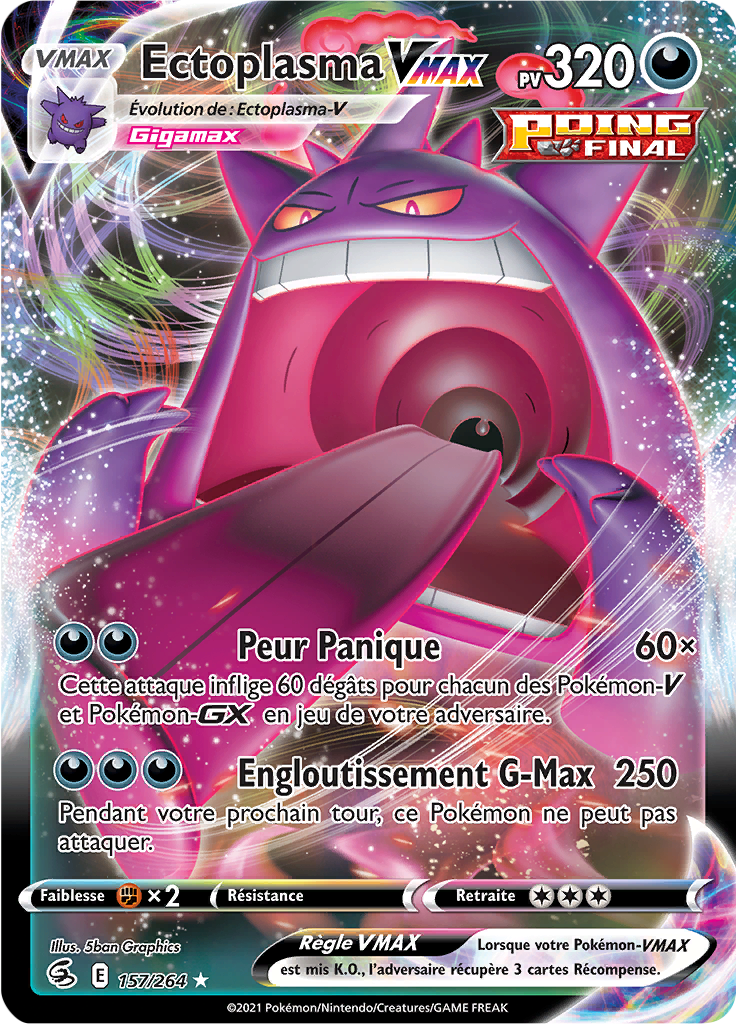 VMAX
Ectoplasma VMAX PV 320
Évolution de : Ectoplasma-V
Gigamax
POING
FINAL
Peur Panique 60×
Cette attaque inflige 60 dégâts pour chacun des Pokémon-V
et Pokémon-GX en jeu de votre adversaire.
Engloutissement G-Max 250
Pendant votre prochain tour, ce Pokémon ne peut pas
attaquer.
Faiblesse ×2 Résistance Retraite
Illus. 5ban Graphics
Règle VMAX Lorsque votre Pokémon-VMAX
est mis K.O., l'adversaire récupère 3 cartes Récompense.
E 157/264 ★
©2021 Pokémon/Nintendo/Creatures/GAME FREAK